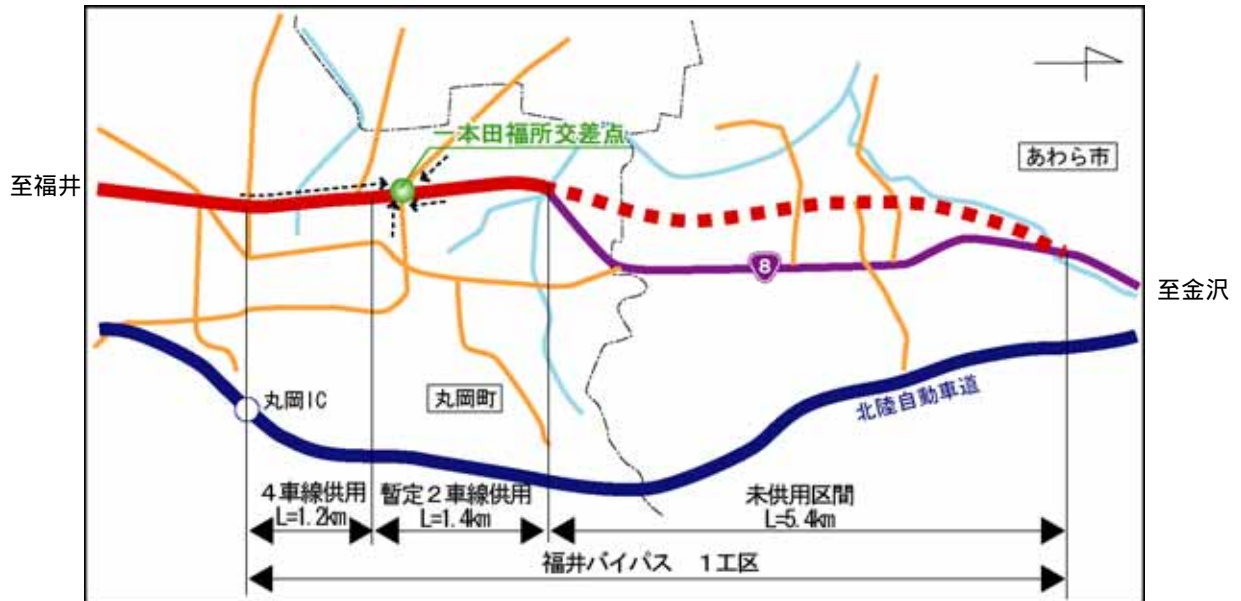 一本田福所交差点
あわら市
至福井
8
至金沢
丸岡IC
丸岡町
北陸自動車道
4車線供用
L=1.2km
暫定2車線供用
L=1.4km
未供用区間
L=5.4km
福井バイパス 1工区